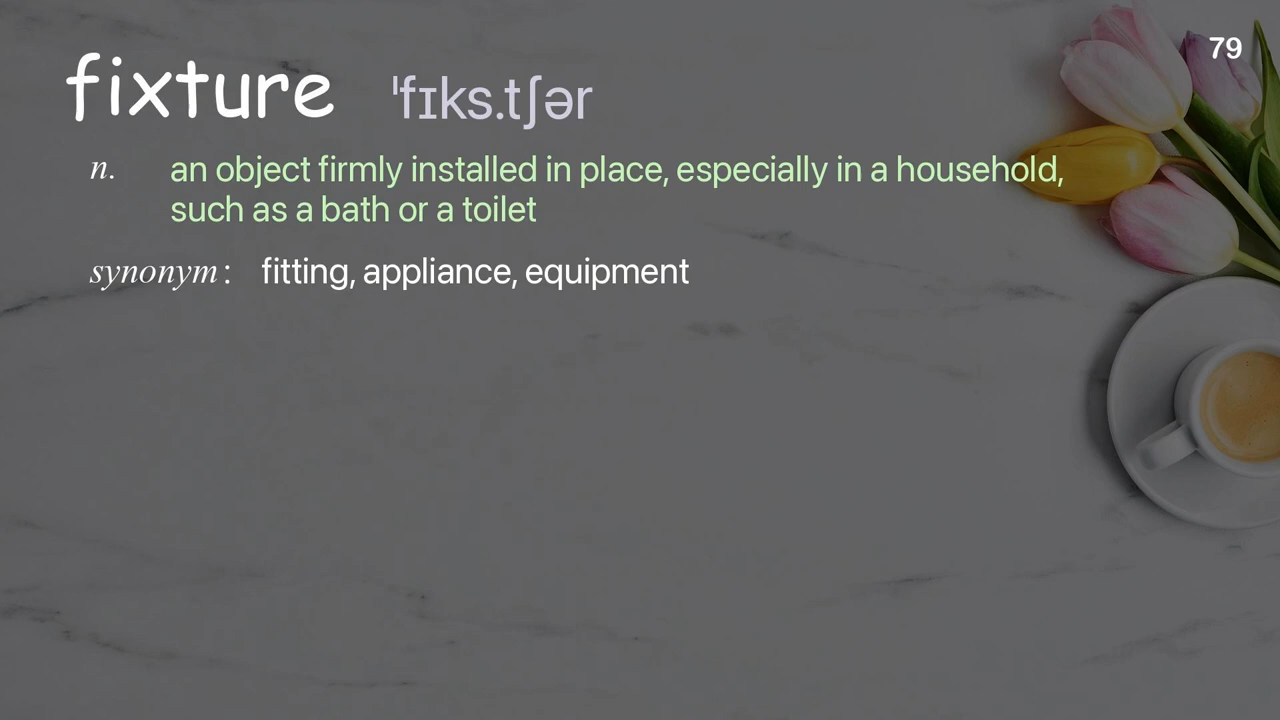 79
fixture ˈfɪks.tʃər
n. an object firmly installed in place, especially in a household,
such as a bath or a toilet
synonym: fitting, appliance, equipment